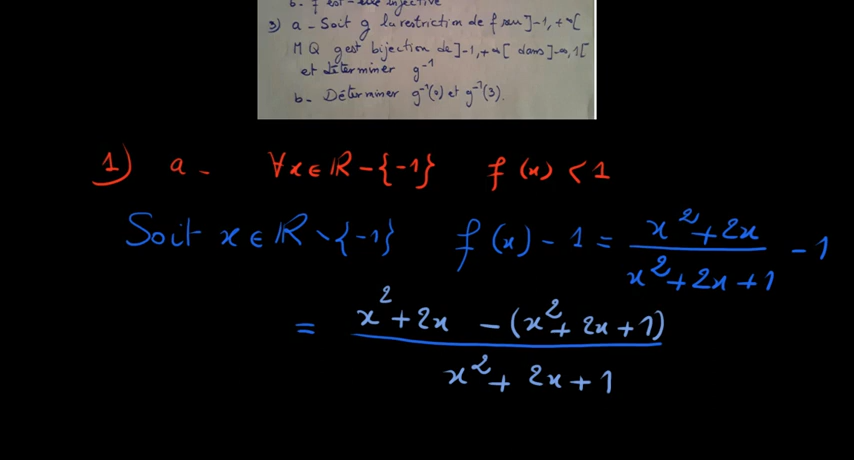 b- f est-elle injective
3) a- Soit g la restriction de f sur ]-1, +∞[
M Q g est bijection de ]-1, +∞[ dans ]-∞, 1[
et déterminer g⁻¹
b- Déterminer g⁻¹(0) et g⁻¹(3).
1) a - ∀x ∈ ℝ - {-1} f(x) < 1
Soit x ∈ ℝ \ {-1} f(x) - 1 = (x² + 2x)/(x² + 2x + 1) - 1
= (x² + 2x - (x² + 2x + 1))/(x² + 2x + 1)